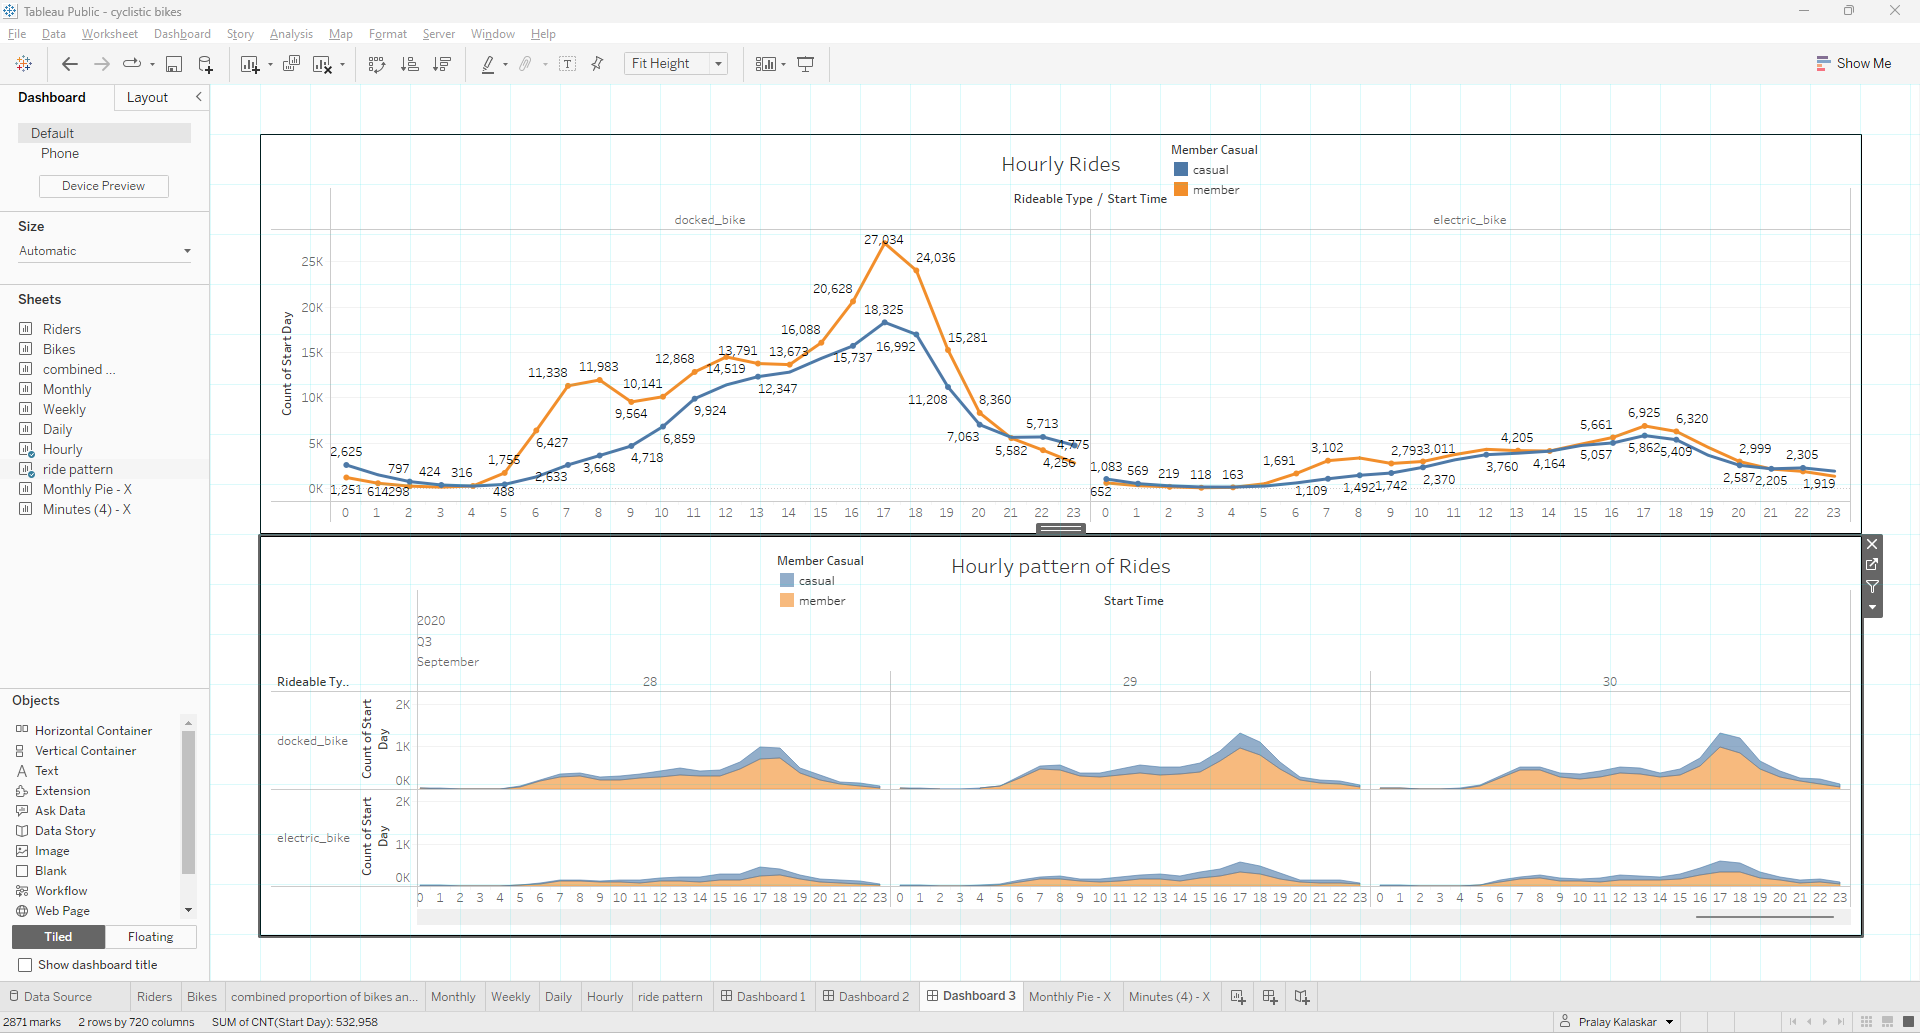 Tableau Public - cyclistic bikes
File Data Worksheet Dashboard Story Analysis Map Format Server Window Help
Fit Height
Show Me
Dashboard Layout
Default
Phone
Device Preview
Size
Automatic
Sheets
Riders
Bikes
combined ...
Monthly
Weekly
Daily
Hourly
ride pattern
Monthly Pie - X
Minutes (4) - X
Objects
Horizontal Container
Vertical Container
Text
Extension
Ask Data
Data Story
Image
Blank
Workflow
Web Page
Tiled Floating
Show dashboard title
Hourly Rides
Member Casual
casual
member
Rideable Type / Start Time
docked_bike electric_bike
Count of Start Day
25K
20K
15K
10K
5K
0K
2,625 797 424 316 1,755 11,338 11,983 10,141 12,868 13,791 13,673 16,088 20,628 27,034 24,036 15,281 8,360 5,713 4,775
6,427 9,564 14,519 18,325
1,251 614 298 488 2,633 3,668 4,718 6,859 9,924 12,347 15,737 16,992 11,208 7,063 5,582 4,256
1,083 569 219 118 163 1,691 3,102 2,793 3,011 4,205 5,661 6,925 6,320 2,999 2,305
652 1,109 1,492 1,742 2,370 3,760 4,164 5,057 5,862 5,409 2,587 2,205 1,919
0 1 2 3 4 5 6 7 8 9 10 11 12 13 14 15 16 17 18 19 20 21 22 23 0 1 2 3 4 5 6 7 8 9 10 11 12 13 14 15 16 17 18 19 20 21 22 23
Member Casual
casual
member
Hourly pattern of Rides
Start Time
2020
Q3
September
Rideable Ty.. 28 29 30
docked_bike
Count of Start
Day
2K
1K
0K
electric_bike
Count of Start
Day
2K
1K
0K
0 1 2 3 4 5 6 7 8 9 10 11 12 13 14 15 16 17 18 19 20 21 22 23 0 1 2 3 4 5 6 7 8 9 10 11 12 13 14 15 16 17 18 19 20 21 22 23 0 1 2 3 4 5 6 7 8 9 10 11 12 13 14 15 16 17 18 19 20 21 22 23
Data Source Riders Bikes combined proportion of bikes an... Monthly Weekly Daily Hourly ride pattern Dashboard 1 Dashboard 2 Dashboard 3 Monthly Pie - X Minutes (4) - X
2871 marks 2 rows by 720 columns SUM of CNT(Start Day): 532,958 Pralay Kalaskar